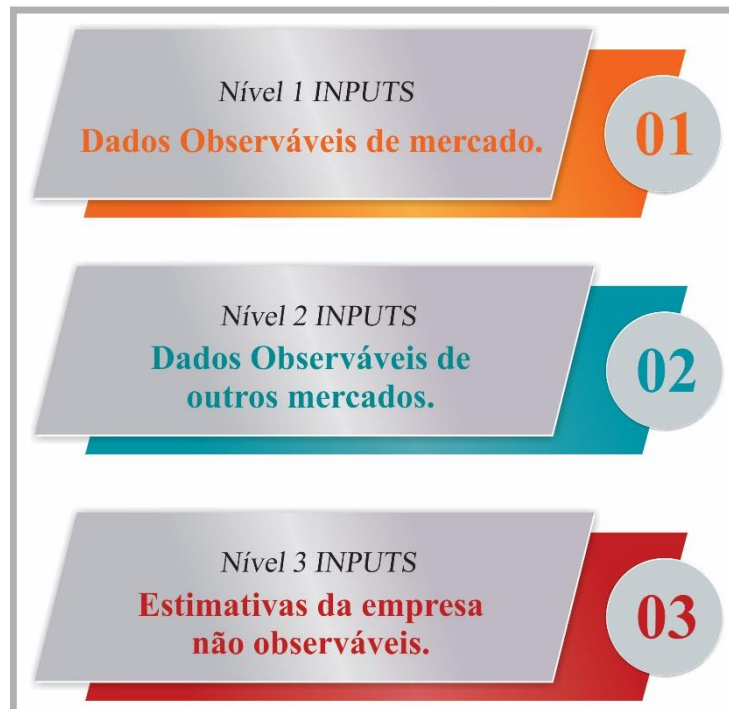 Nível 1 INPUTS
Dados Observáveis de mercado.
01
Nível 2 INPUTS
Dados Observáveis de
outros mercados.
02
Nível 3 INPUTS
Estimativas da empresa
não observáveis.
03